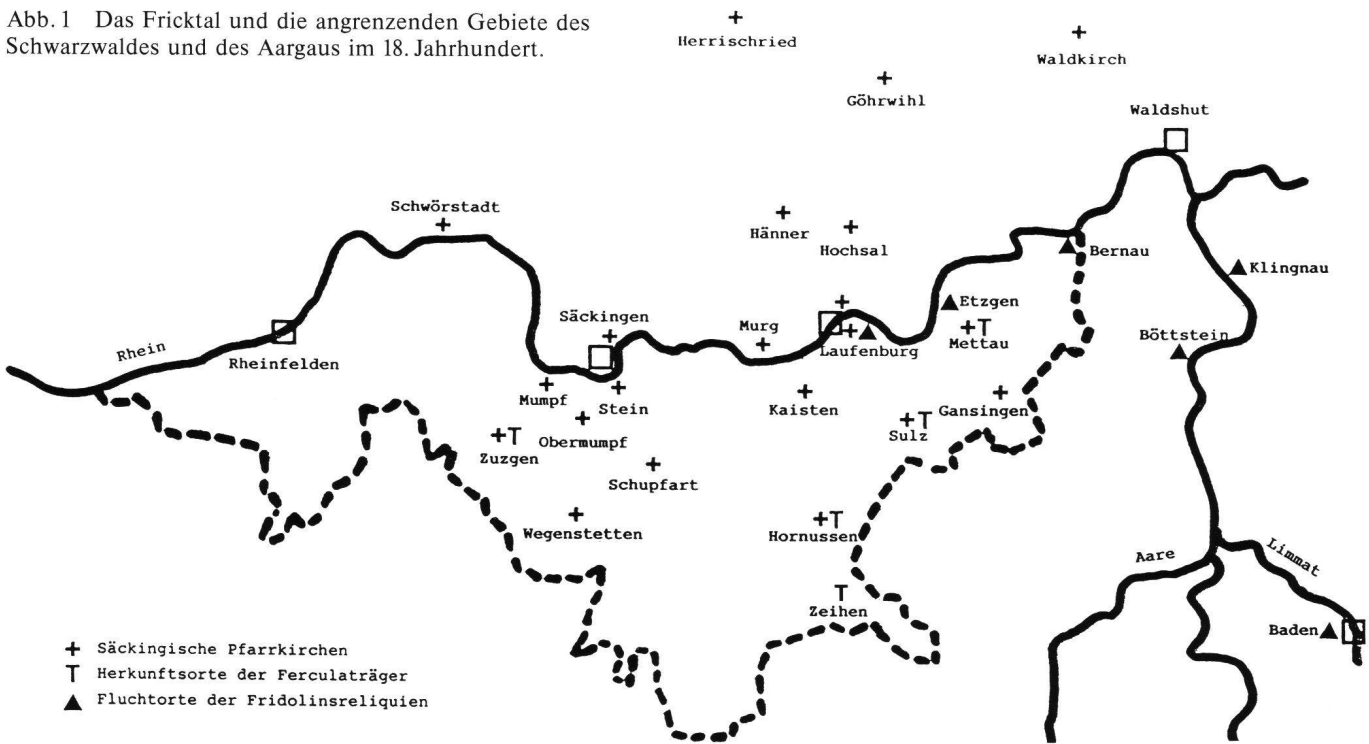 Abb. 1 Das Fricktal und die angrenzenden Gebiete des
Schwarzwaldes und des Aargaus im 18. Jahrhundert.
Herrischried
Waldkirch
Göhrwihl
Waldshut
Schwörstadt
Hänner
Hochsal
Bernau
Klingnau
Etzgen
Säckingen
Murg
Laufenburg
Mettau
Böttstein
Rhein
Rheinfelden
Mumpf
Stein
Kaisten
Gansingen
Obermumpf
Sulz
Zuzgen
Schupfart
Wegenstetten
Hornussen
Aare
Limmat
Zeihen
Baden
Säckingische Pfarrkirchen
T Herkunftsorte der Ferculaträger
Fluchtorte der Fridolinsreliquien